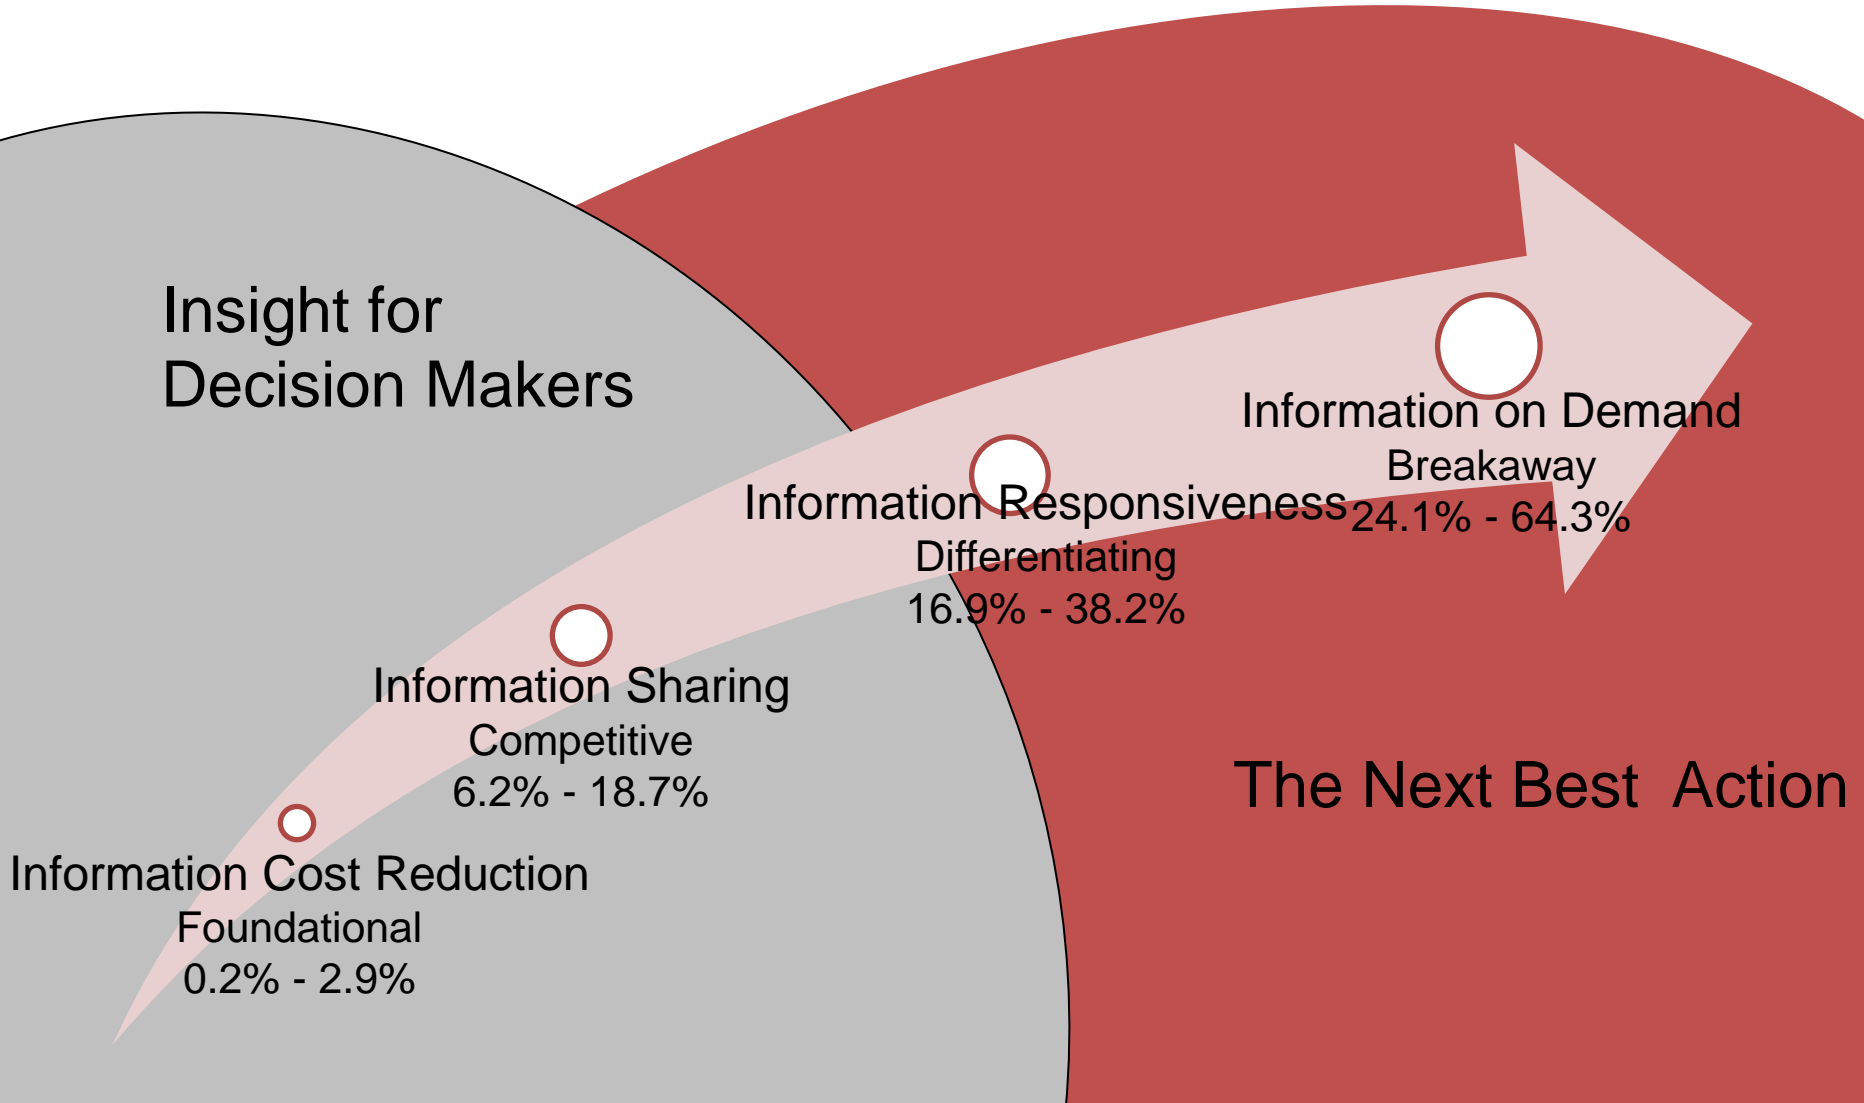 Insight for
Decision Makers
Information on Demand
Breakaway
24.1% - 64.3%
Information Responsiveness
Differentiating
16.9% - 38.2%
Information Sharing
Competitive
6.2% - 18.7%
The Next Best  Action
Information Cost Reduction
Foundational
0.2% - 2.9%